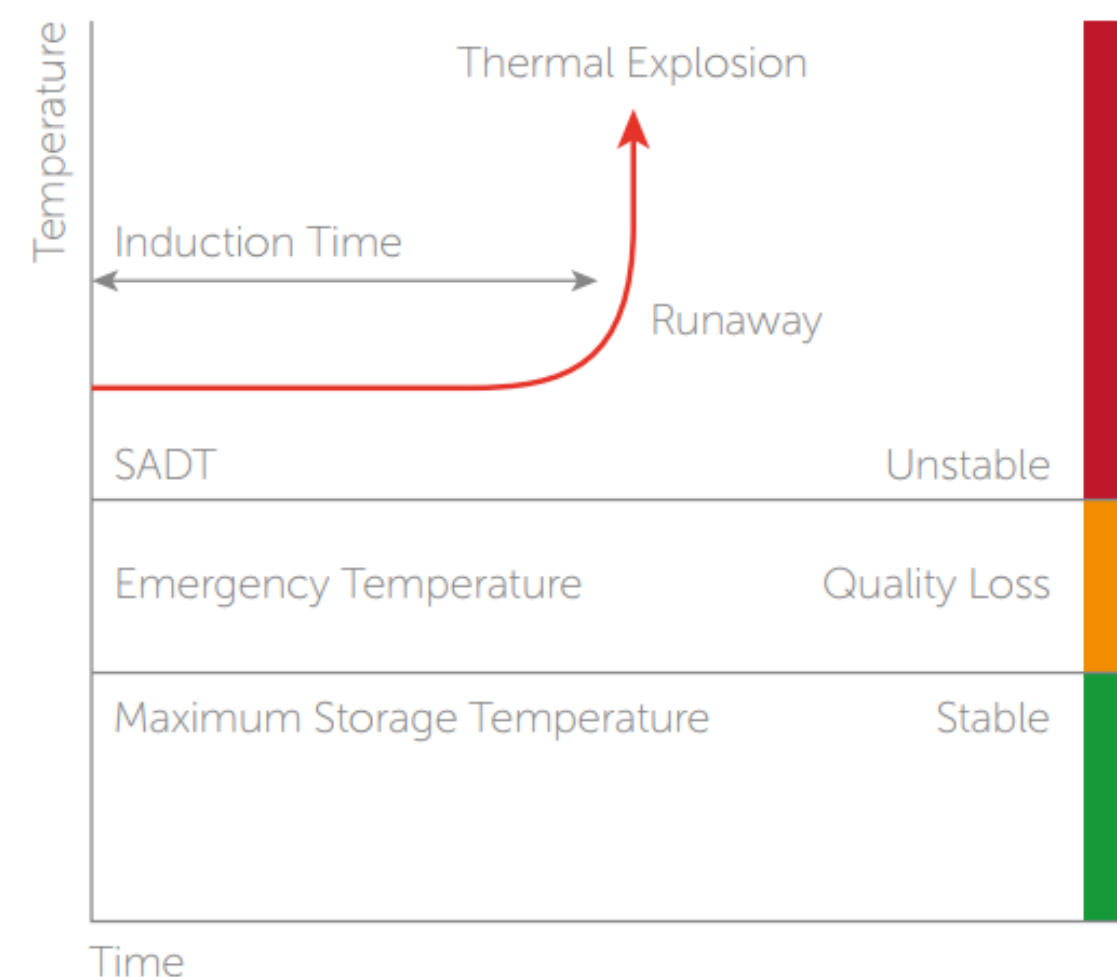 Temperature
Thermal Explosion
Induction Time
Runaway
SADT
Unstable
Emergency Temperature
Quality Loss
Maximum Storage Temperature
Stable
Time